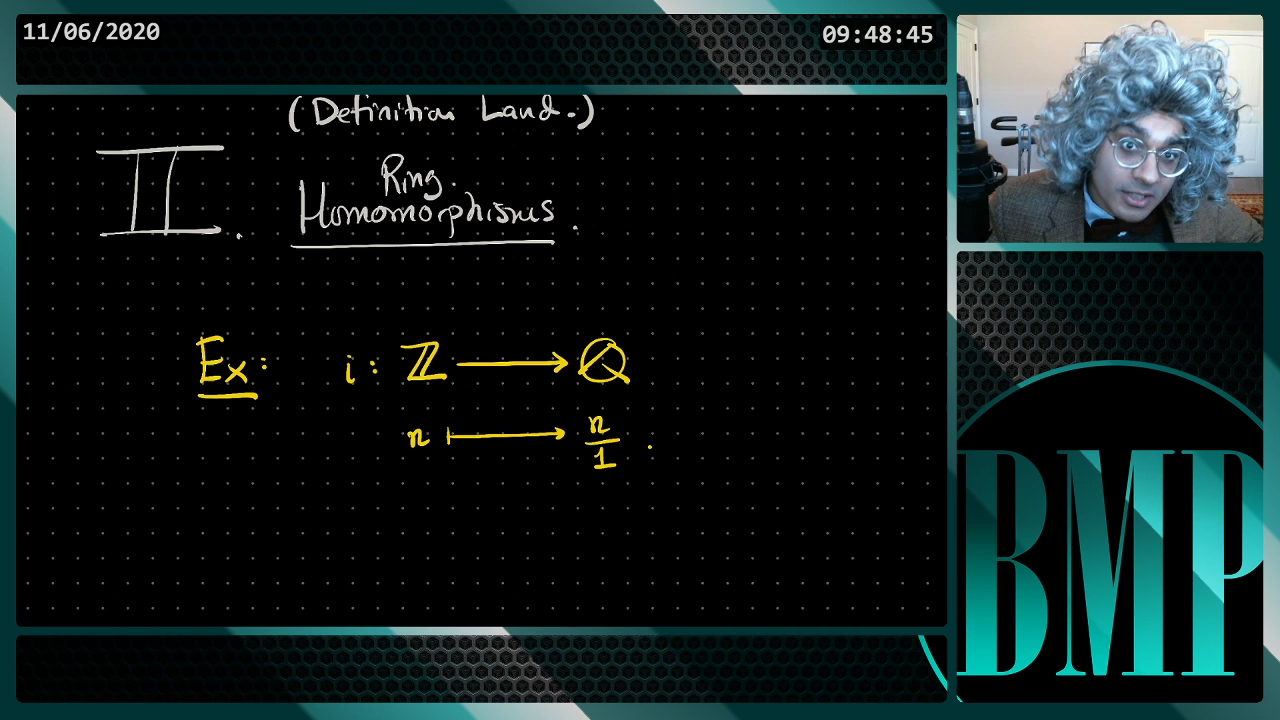 11/06/2020
09:48:45
(Definition Land.)
II. Ring
Homomorphisms.
Ex: i: ℤ ⟶ ℚ
n ⟼ n/1.
BMP